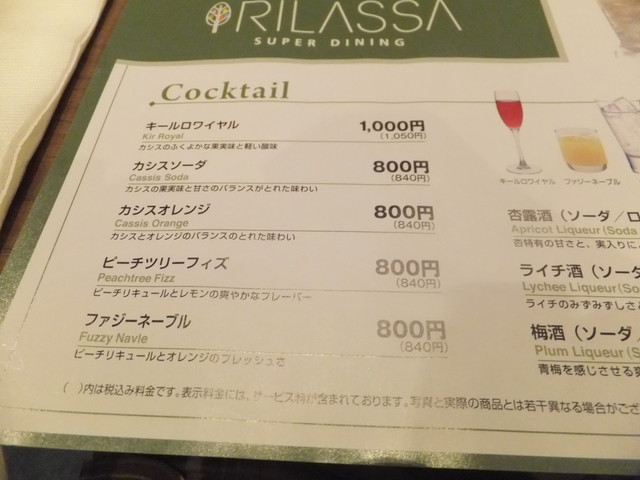 RILASSA
SUPER DINING
Cocktail
キールロワイヤル 1,000円
Kir Royal (1,050円)
カシスのふくよかな果実味と軽い酸味
カシスソーダ 800円
Cassis Soda (840円)
カシスの果実味と甘さのバランスがとれた味わい
カシスオレンジ 800円
Cassis Orange (840円)
カシスとオレンジのバランスのとれた味わい
ピーチツリーフィズ 800円
Peachtree Fizz (840円)
ピーチリキュールとレモンの爽やかなフレーバー
ファジーネーブル 800円
Fuzzy Navle (840円)
ピーチリキュールとオレンジのフレッシュさ
( )内は税込み料金です。表示料金には、サービス料が含まれております。写真と実際の商品とは若干異なる場合がござ
キールロワイヤル ファジーネーブル
杏露酒（ソーダ／ロ
Apricot Liqueur(Soda
杏特有の甘さと、実入りに
ライチ酒（ソーダ
Lychee Liqueur(So
ライチのみずみずしさと
梅酒（ソーダ／
Plum Liqueur(S
青梅を感じさせる爽